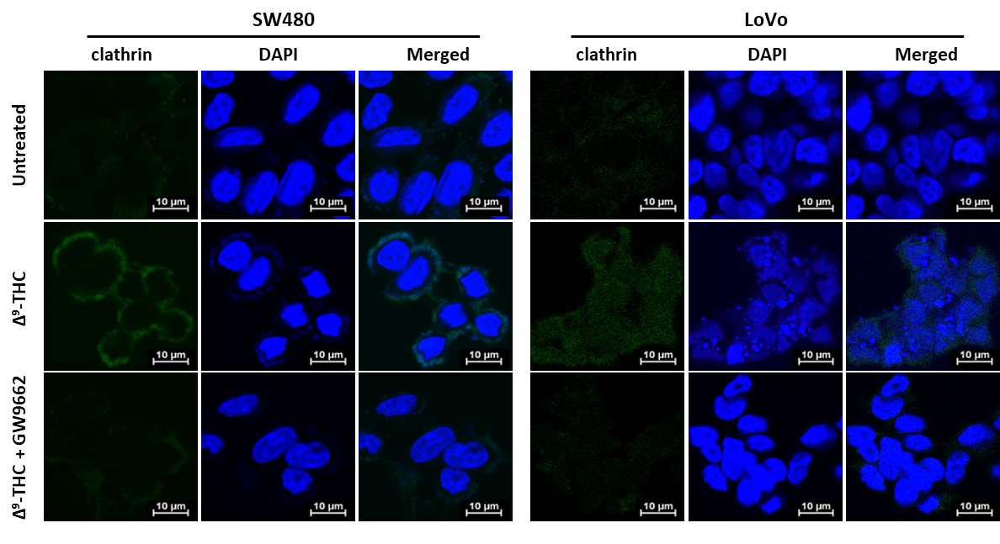 SW480 LoVo
clathrin DAPI Merged clathrin DAPI Merged
Untreated
10 µm 10 µm 10 µm 10 µm 10 µm 10 µm
Δ⁹-THC
10 µm 10 µm 10 µm 10 µm 10 µm 10 µm
Δ⁹-THC + GW9662
10 µm 10 µm 10 µm 10 µm 10 µm 10 µm